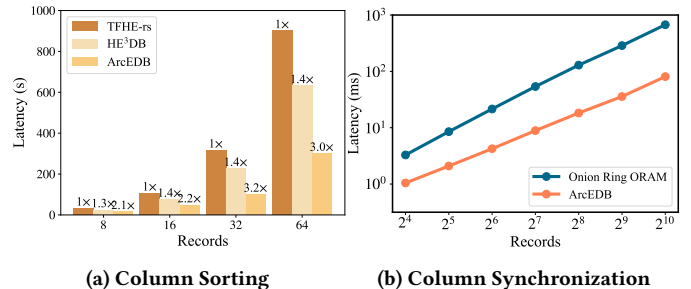 1000
800
600
400
200
0
Latency (s)
TFHE-rs
HE³DB
ArcEDB
1×
1.3×
2.1×
1×
1.4×
2.2×
1×
1.4×
3.2×
1×
1.4×
3.0×
8 16 32 64
Records
(a) Column Sorting
10³
10²
10¹
10⁰
Latency (ms)
Onion Ring ORAM
ArcEDB
2⁴ 2⁵ 2⁶ 2⁷ 2⁸ 2⁹ 2¹⁰
Records
(b) Column Synchronization